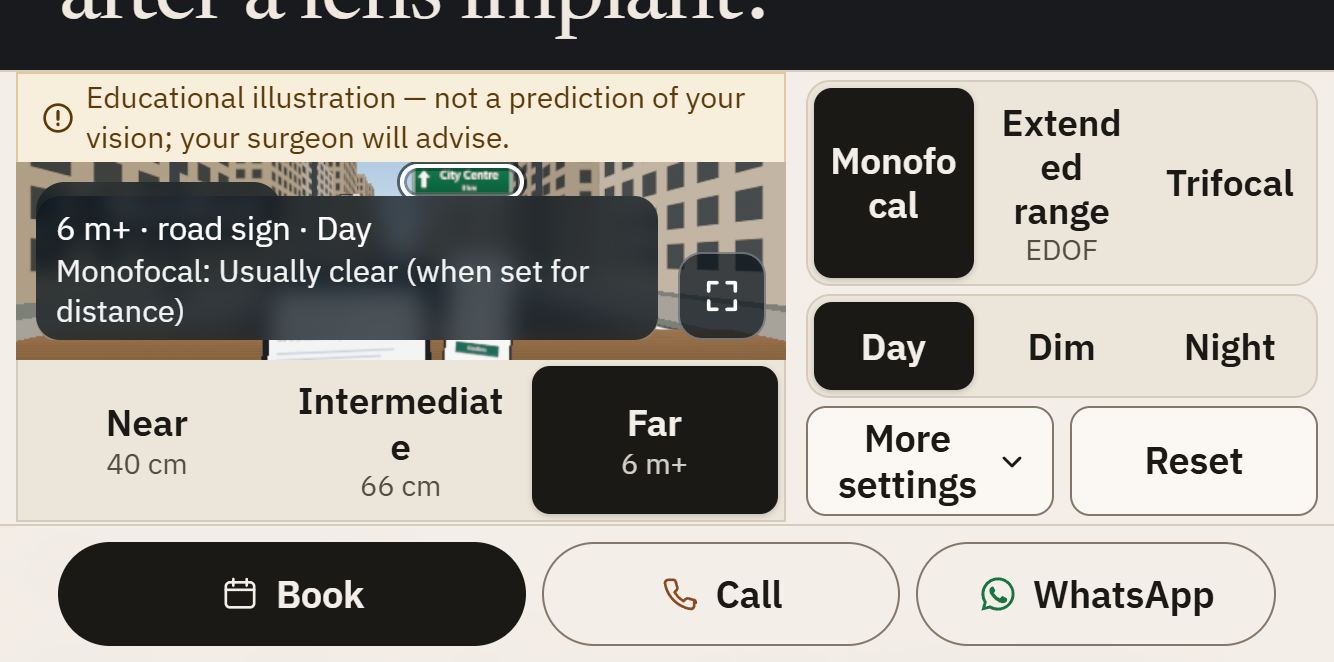 after a lens implant?
Educational illustration — not a prediction of your
vision; your surgeon will advise.
City Centre
6 m+ · road sign · Day
Monofocal: Usually clear (when set for
distance)
Near
40 cm
Intermediat
e
66 cm
Far
6 m+
Monofo
cal
Extend
ed
range
EDOF
Trifocal
Day
Dim
Night
More
settings
Reset
Book
Call
WhatsApp